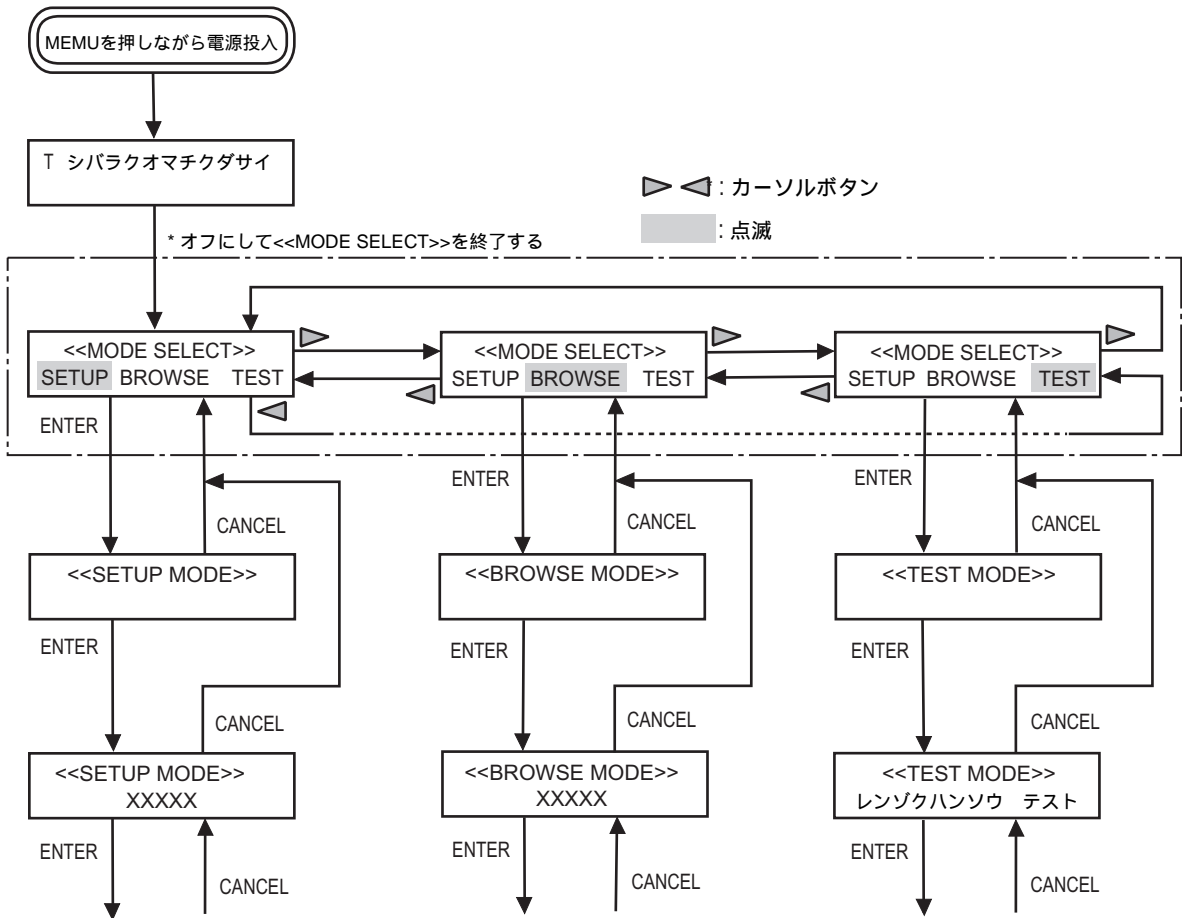 MEMUを押しながら電源投入
T シバラクオマチクダサイ
: カーソルボタン
: 点滅
* オフにして<<MODE SELECT>>を終了する
<<MODE SELECT>>
SETUP BROWSE TEST
<<MODE SELECT>>
SETUP BROWSE TEST
<<MODE SELECT>>
SETUP BROWSE TEST
ENTER
ENTER
ENTER
CANCEL
CANCEL
CANCEL
<<SETUP MODE>>
<<BROWSE MODE>>
<<TEST MODE>>
ENTER
ENTER
ENTER
CANCEL
CANCEL
CANCEL
<<SETUP MODE>>
XXXXX
<<BROWSE MODE>>
XXXXX
<<TEST MODE>>
レンゾクハンソウ テスト
ENTER
ENTER
ENTER
CANCEL
CANCEL
CANCEL